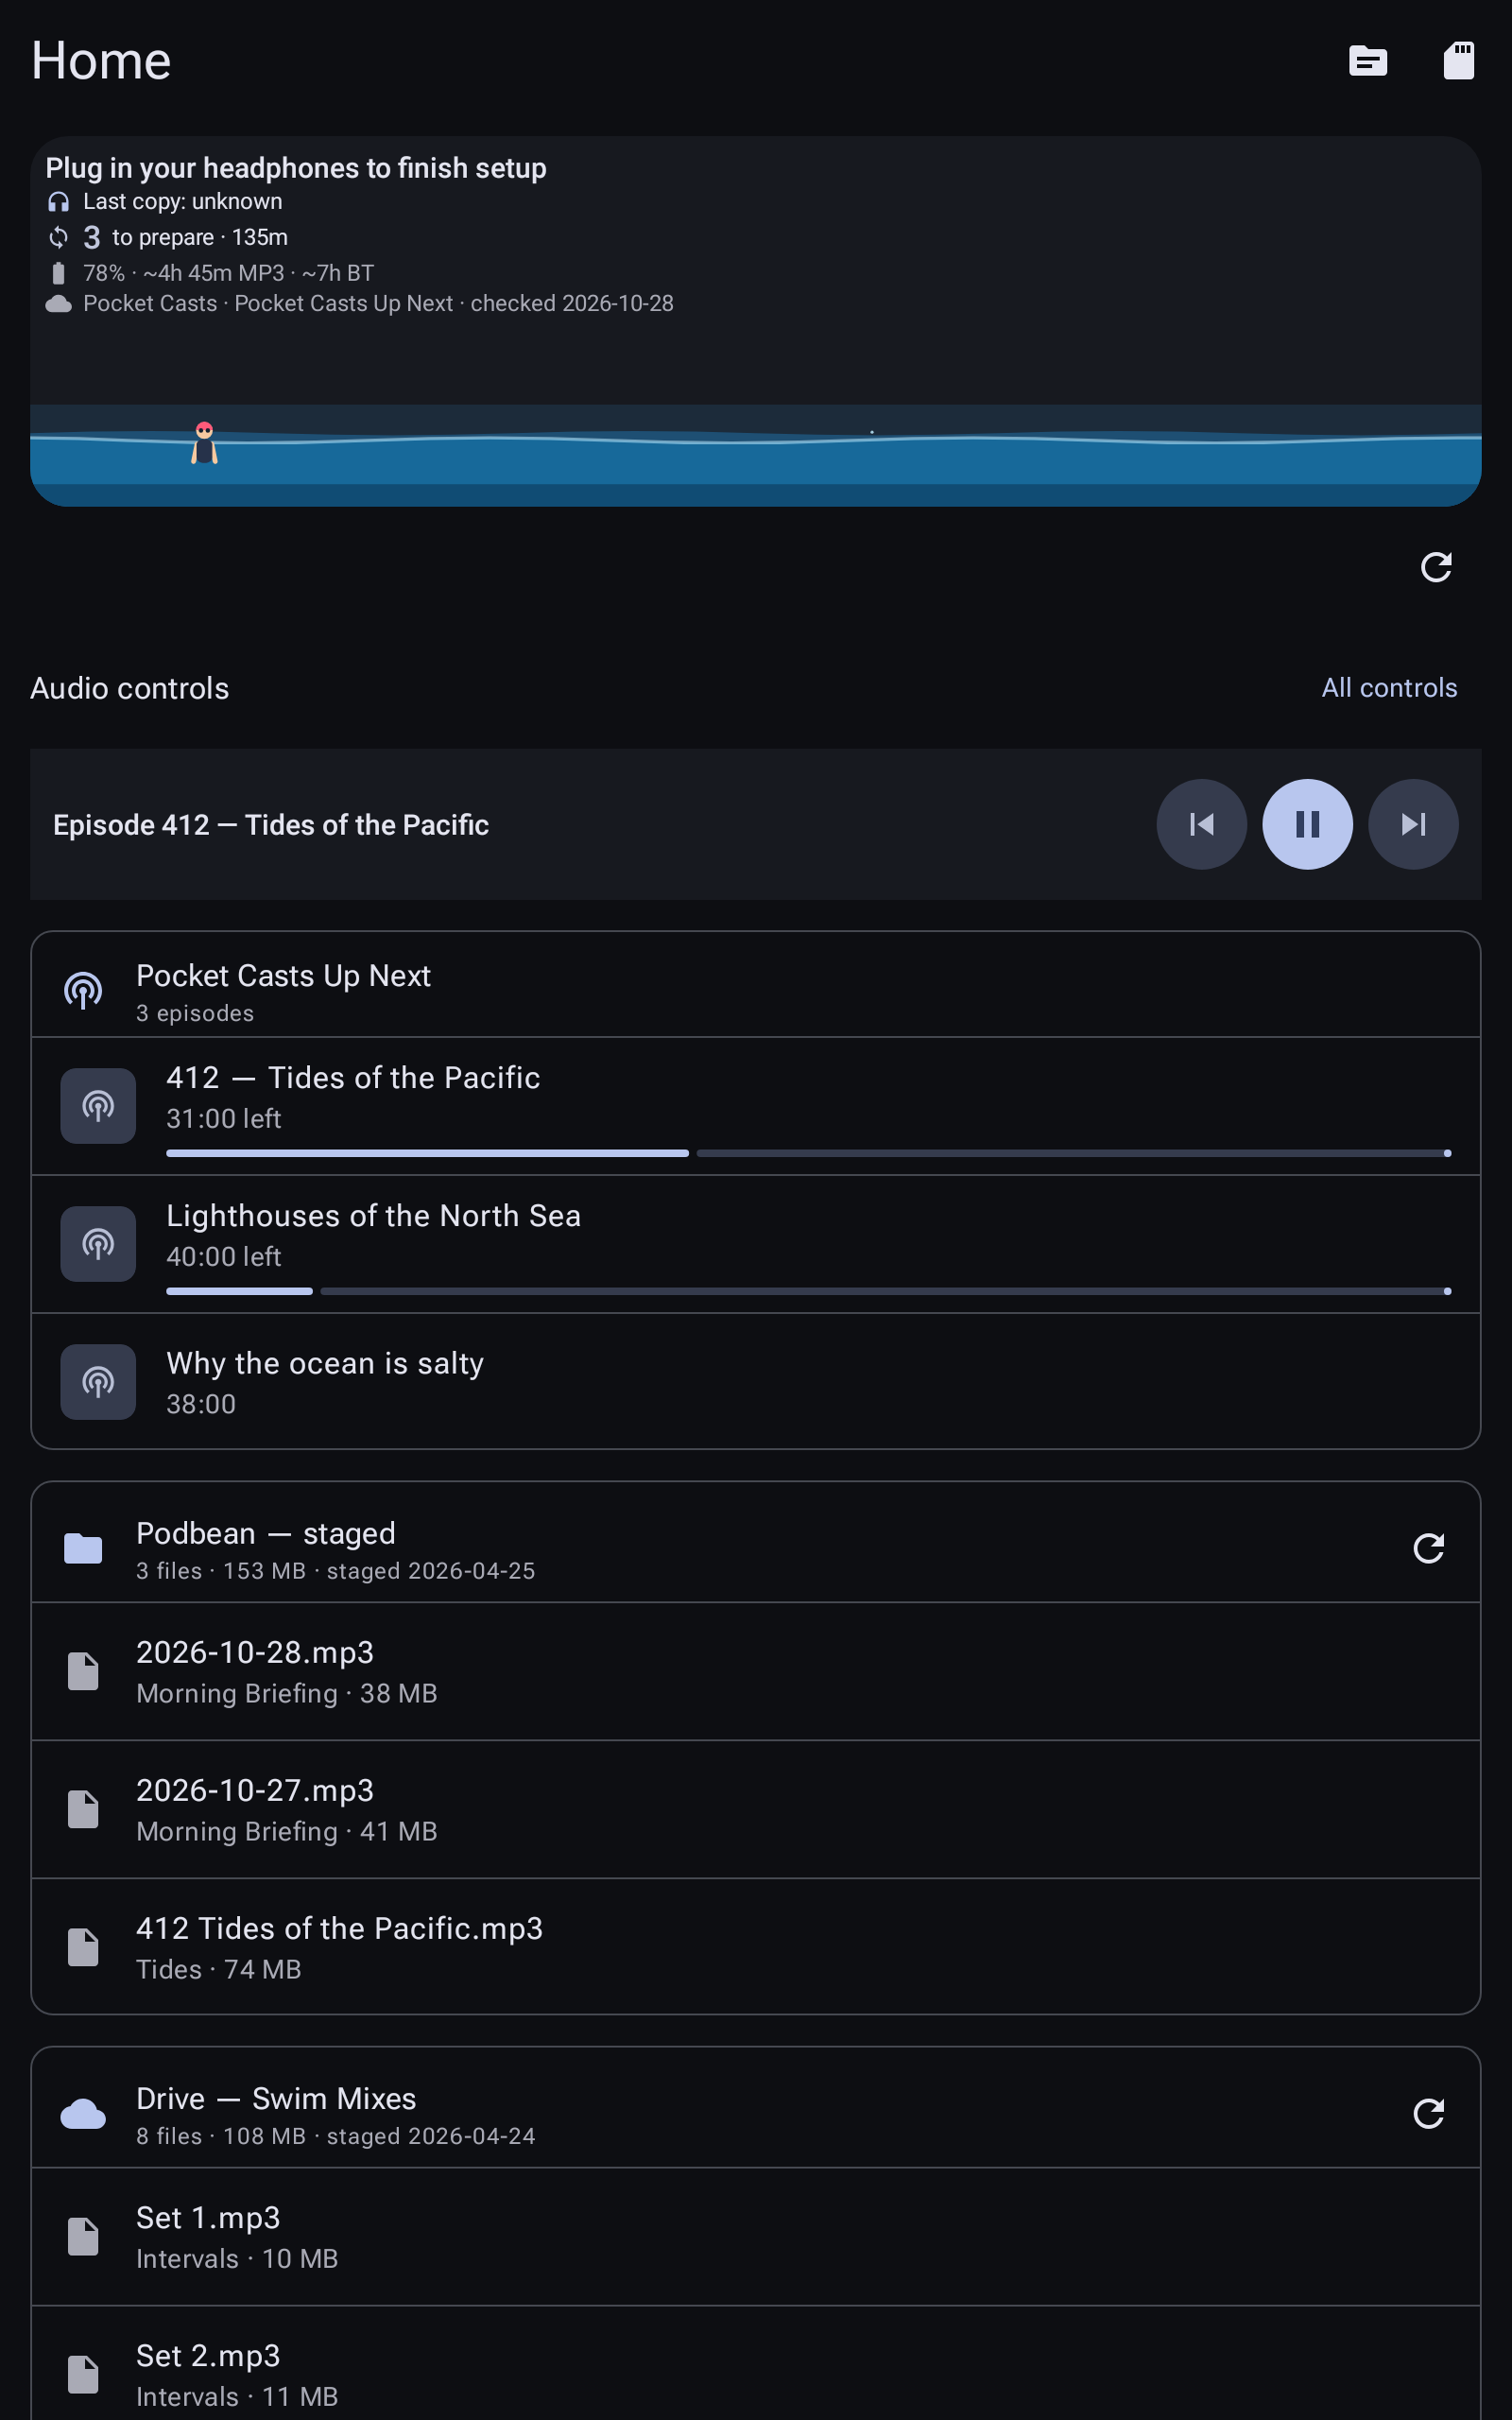 Home
Plug in your headphones to finish setup
Last copy: unknown
3 to prepare · 135m
78% · ~4h 45m MP3 · ~7h BT
Pocket Casts · Pocket Casts Up Next · checked 2026-10-28
Audio controls
All controls
Episode 412 — Tides of the Pacific
Pocket Casts Up Next
3 episodes
412 — Tides of the Pacific
31:00 left
Lighthouses of the North Sea
40:00 left
Why the ocean is salty
38:00
Podbean — staged
3 files · 153 MB · staged 2026-04-25
2026-10-28.mp3
Morning Briefing · 38 MB
2026-10-27.mp3
Morning Briefing · 41 MB
412 Tides of the Pacific.mp3
Tides · 74 MB
Drive — Swim Mixes
8 files · 108 MB · staged 2026-04-24
Set 1.mp3
Intervals · 10 MB
Set 2.mp3
Intervals · 11 MB